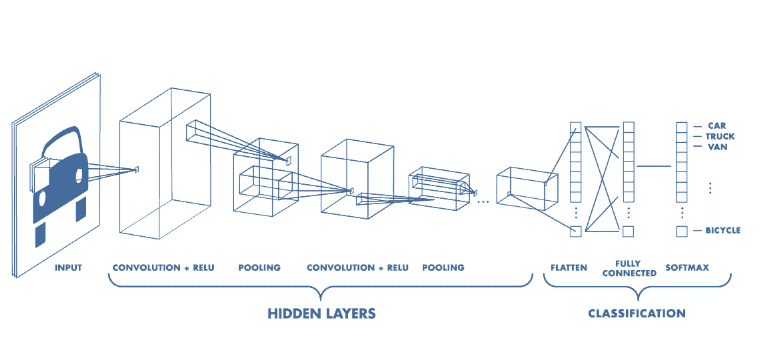 CAR
TRUCK
VAN
BICYCLE
INPUT
CONVOLUTION + RELU
POOLING
CONVOLUTION + RELU
POOLING
FLATTEN
FULLY
CONNECTED
SOFTMAX
HIDDEN LAYERS
CLASSIFICATION